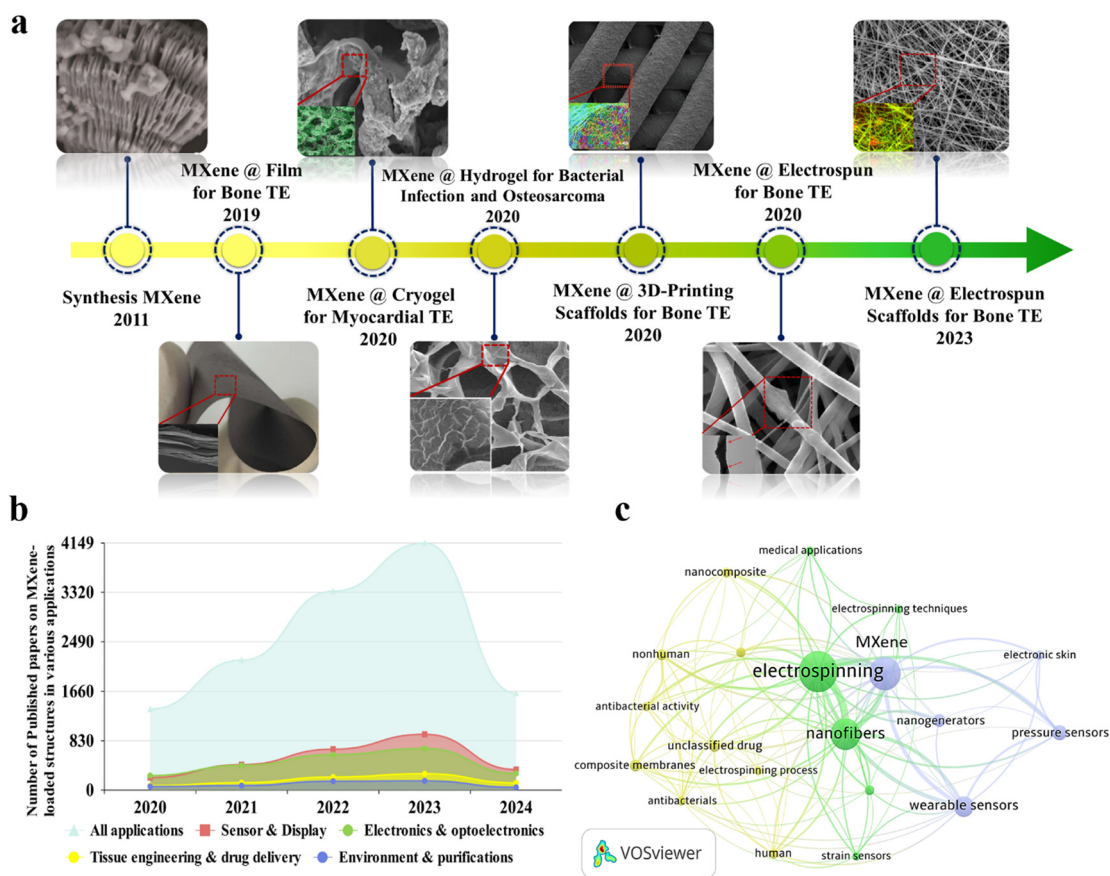 a
MXene @ Film
for Bone TE
2019
MXene @ Hydrogel for Bacterial
Infection and Osteosarcoma
2020
MXene @ Electrospun
for Bone TE
2020
Synthesis MXene
2011
MXene @ Cryogel
for Myocardial TE
2020
MXene @ 3D-Printing
Scaffolds for Bone TE
2020
MXene @ Electrospun
Scaffolds for Bone TE
2023
b
Number of Published papers on MXene-
loaded structures in various applications
4149
3320
2490
1660
830
0
2020 2021 2022 2023 2024
All applications Sensor & Display Electronics & optoelectronics
Tissue engineering & drug delivery Environment & purifications
c
medical applications
nanocomposite
electrospinning techniques
MXene
nonhuman
electronic skin
electrospinning
antibacterial activity
nanogenerators
nanofibers
pressure sensors
unclassified drug
composite membranes
electrospinning process
antibacterials
wearable sensors
human
strain sensors
VOSviewer